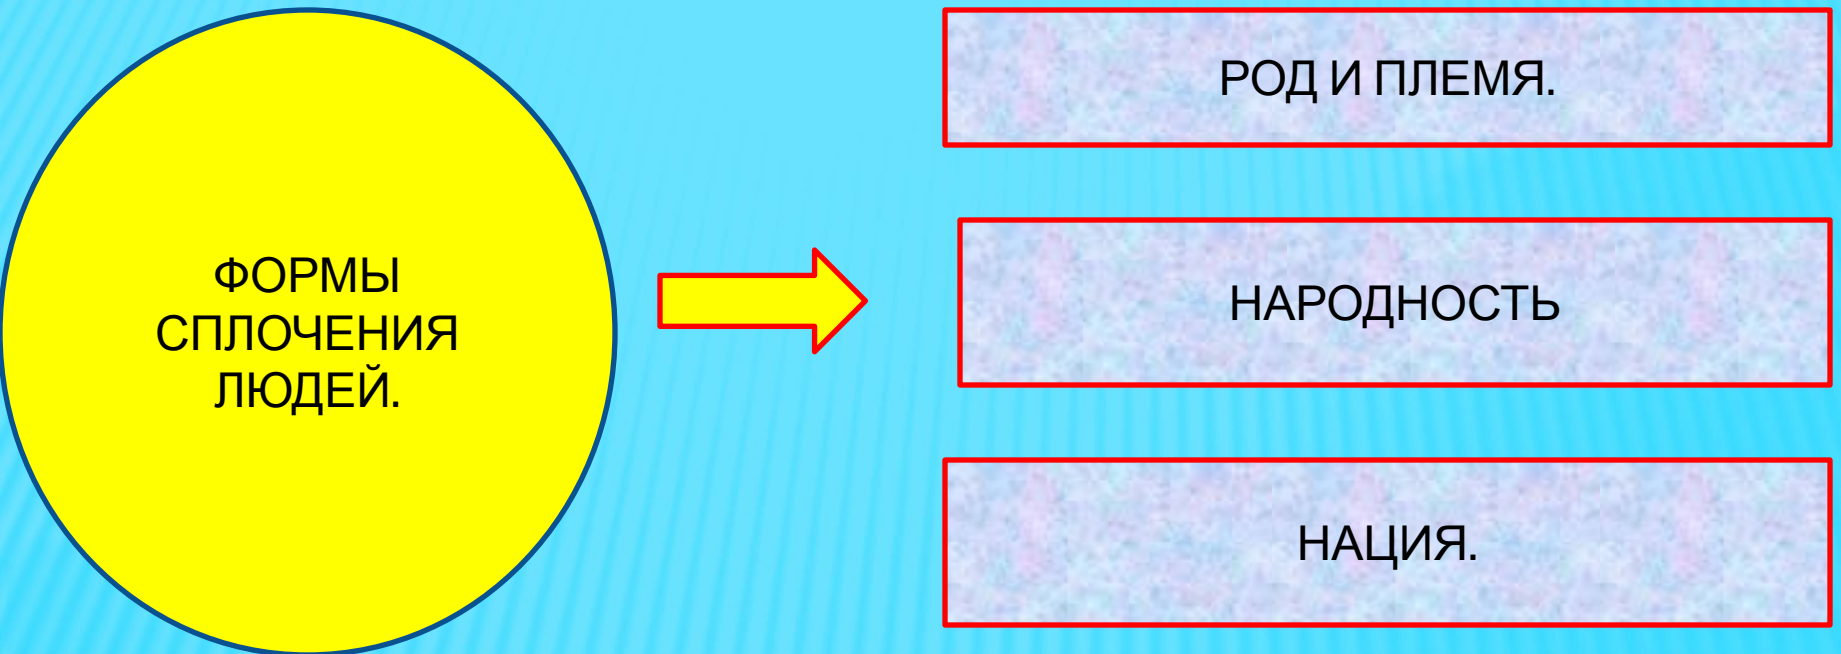 ФОРМЫ
СПЛОЧЕНИЯ
ЛЮДЕЙ.
РОД И ПЛЕМЯ.
НАРОДНОСТЬ
НАЦИЯ.